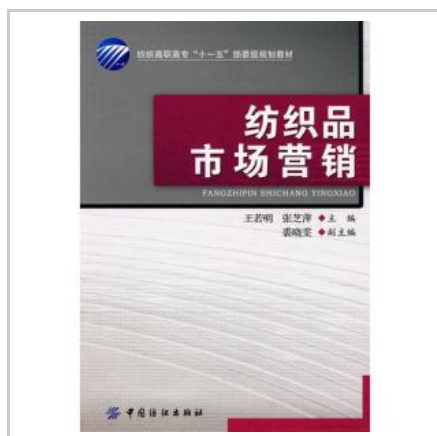 纺织高职高专“十一五”部委级规划教材
纺织品
市场营销
FANGZHIPIN SHICHANG YINGXIAO
王若明 张芝萍 ◆主 编
裘晓雯 ◆副主编
中国纺织出版社